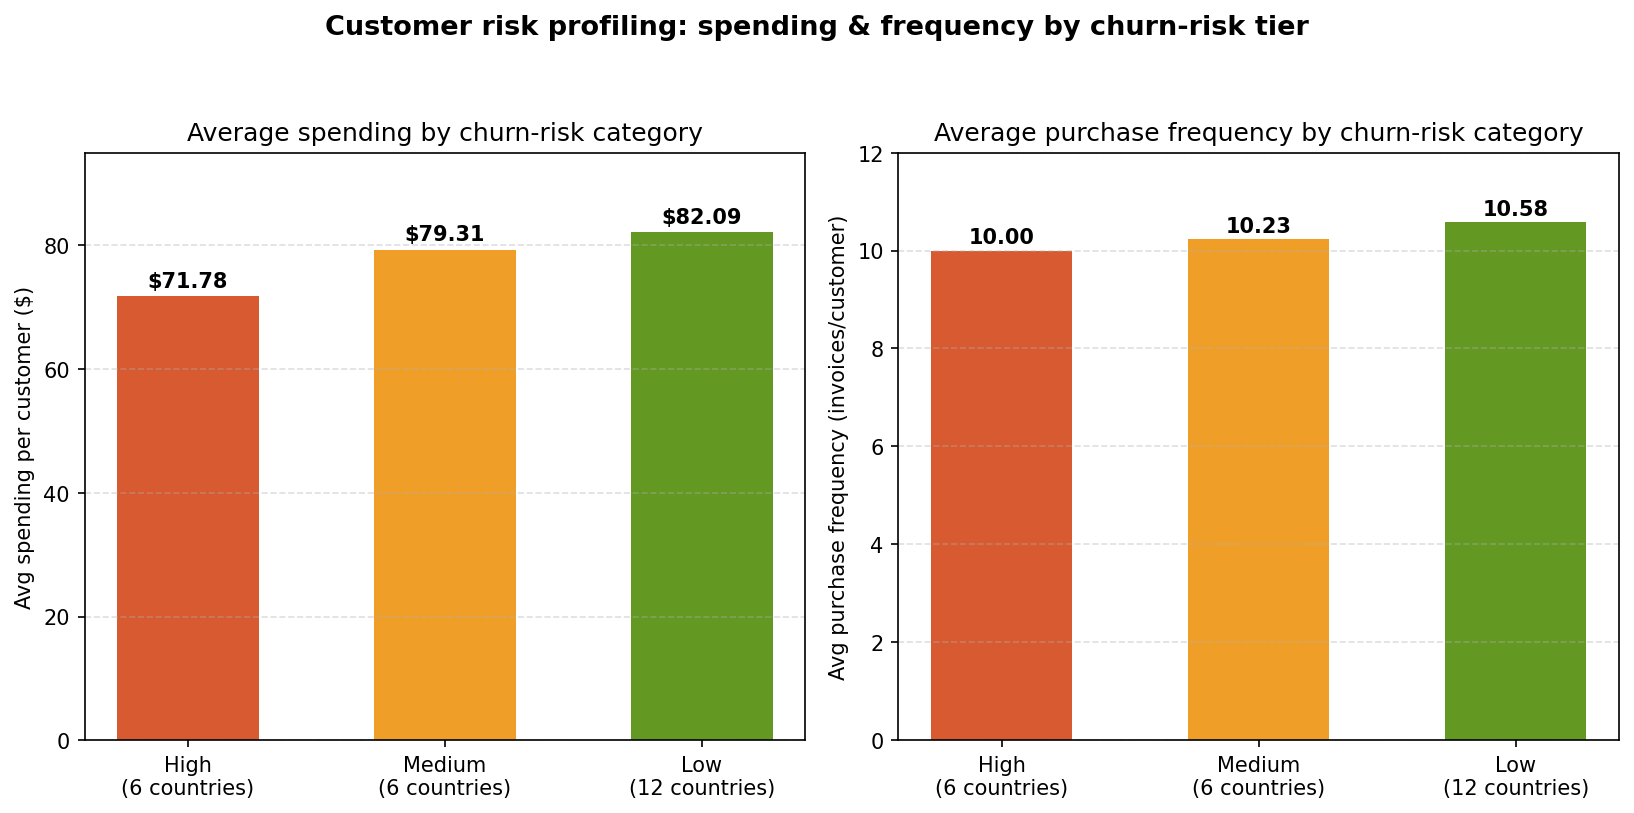 Customer risk profiling: spending & frequency by churn-risk tier
Average spending by churn-risk category
Avg spending per customer ($)
80
60
40
20
0
$71.78
$79.31
$82.09
High
(6 countries)
Medium
(6 countries)
Low
(12 countries)
Average purchase frequency by churn-risk category
Avg purchase frequency (invoices/customer)
12
10
8
6
4
2
0
10.00
10.23
10.58
High
(6 countries)
Medium
(6 countries)
Low
(12 countries)